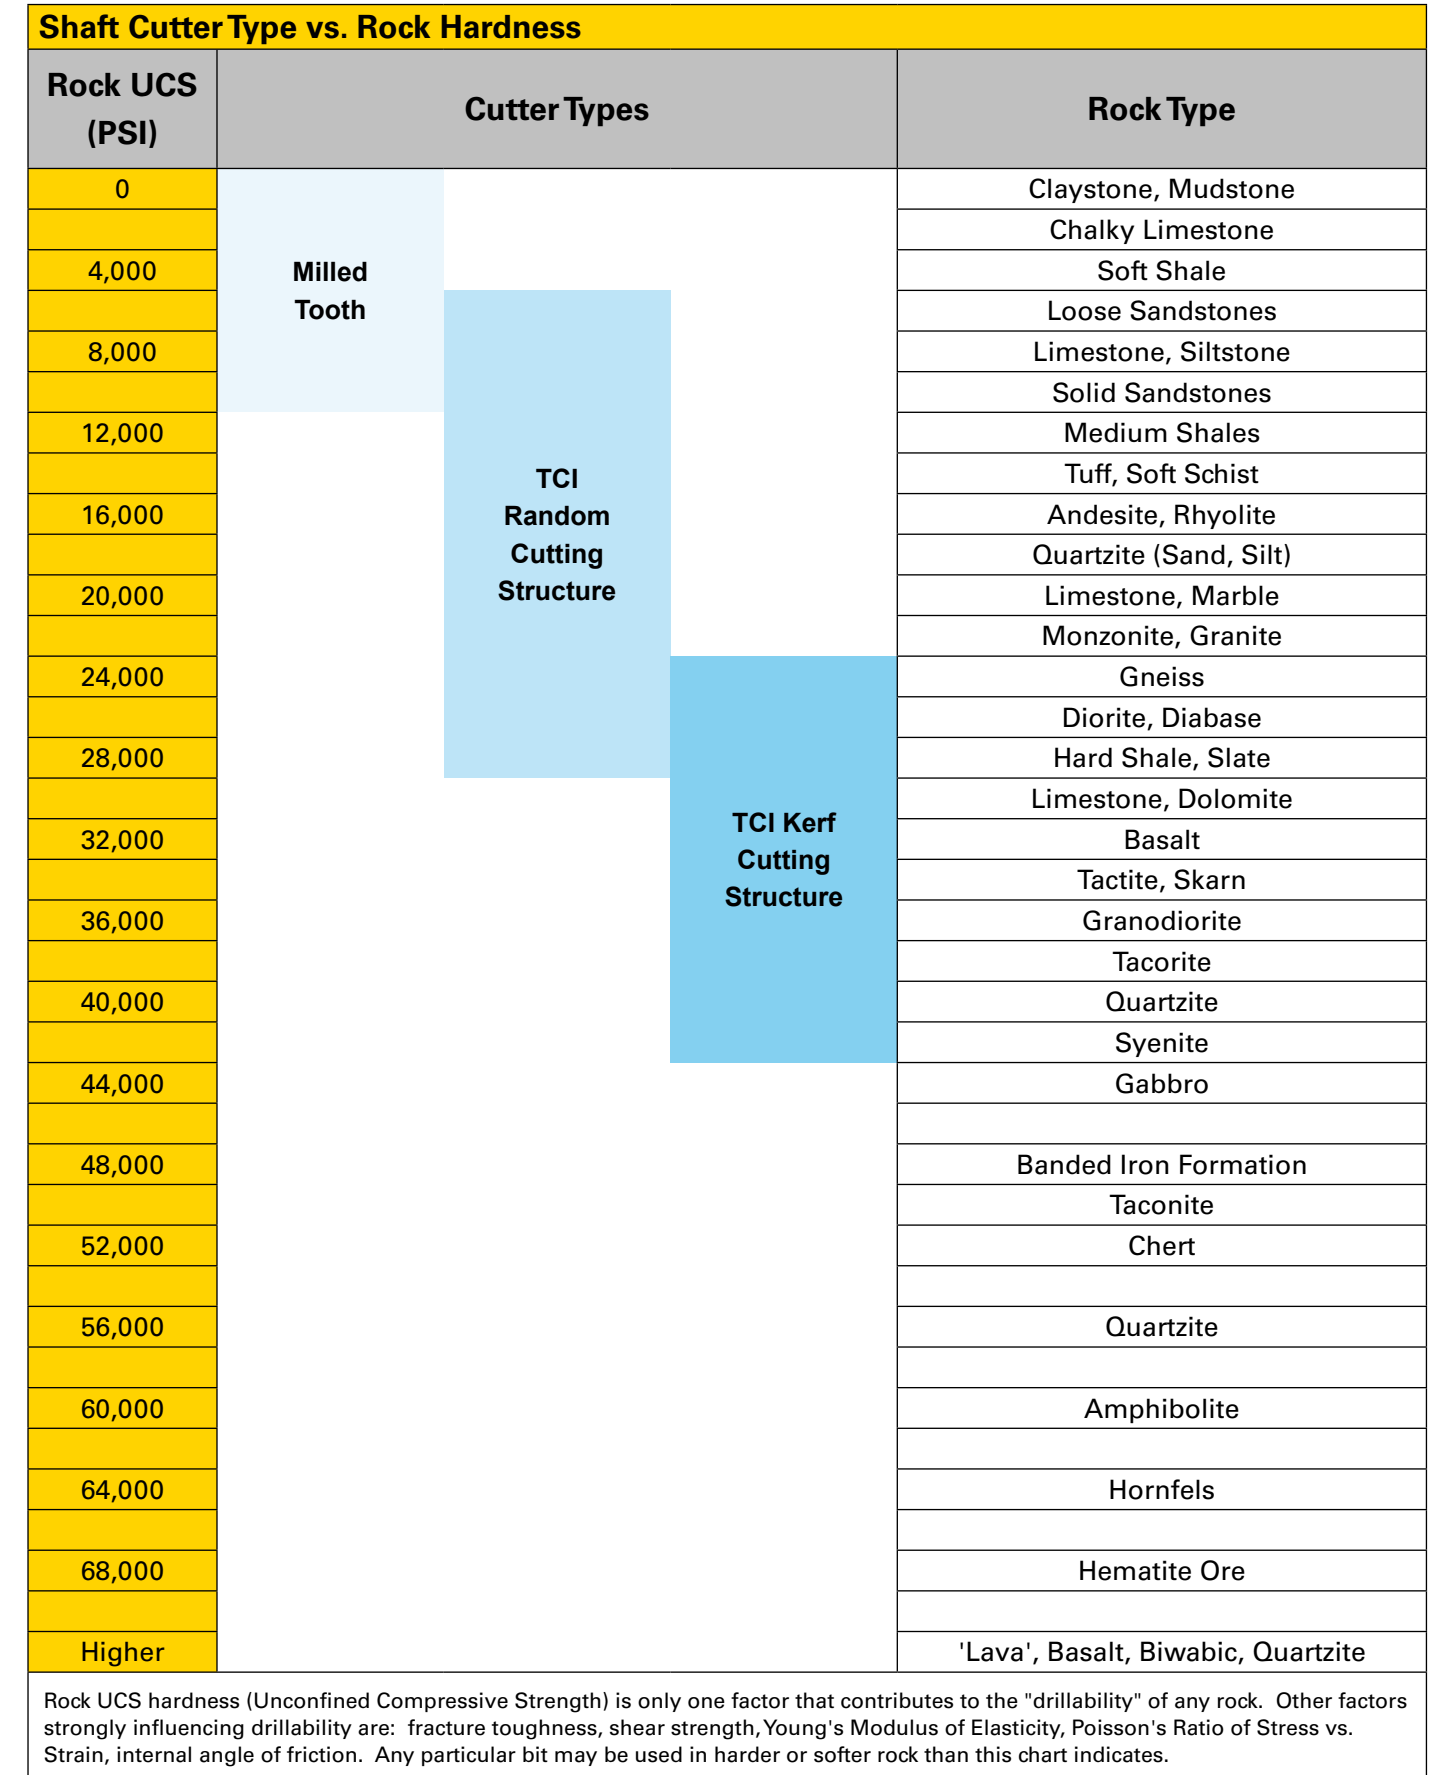 Shaft Cutter Type vs. Rock Hardness
Rock UCS
(PSI)
Cutter Types
Rock Type
0
Claystone, Mudstone
Chalky Limestone
4,000
Milled
Tooth
Soft Shale
Loose Sandstones
8,000
Limestone, Siltstone
Solid Sandstones
12,000
Medium Shales
TCI
Random
Cutting
Structure
Tuff, Soft Schist
16,000
Andesite, Rhyolite
Quartzite (Sand, Silt)
20,000
Limestone, Marble
Monzonite, Granite
24,000
Gneiss
Diorite, Diabase
28,000
Hard Shale, Slate
Limestone, Dolomite
TCI Kerf
Cutting
Structure
32,000
Basalt
Tactite, Skarn
36,000
Granodiorite
Tacorite
40,000
Quartzite
Syenite
44,000
Gabbro
48,000
Banded Iron Formation
Taconite
52,000
Chert
56,000
Quartzite
60,000
Amphibolite
64,000
Hornfels
68,000
Hematite Ore
Higher
'Lava', Basalt, Biwabic, Quartzite
Rock UCS hardness (Unconfined Compressive Strength) is only one factor that contributes to the "drillability" of any rock. Other factors
strongly influencing drillability are: fracture toughness, shear strength, Young's Modulus of Elasticity, Poisson's Ratio of Stress vs.
Strain, internal angle of friction. Any particular bit may be used in harder or softer rock than this chart indicates.